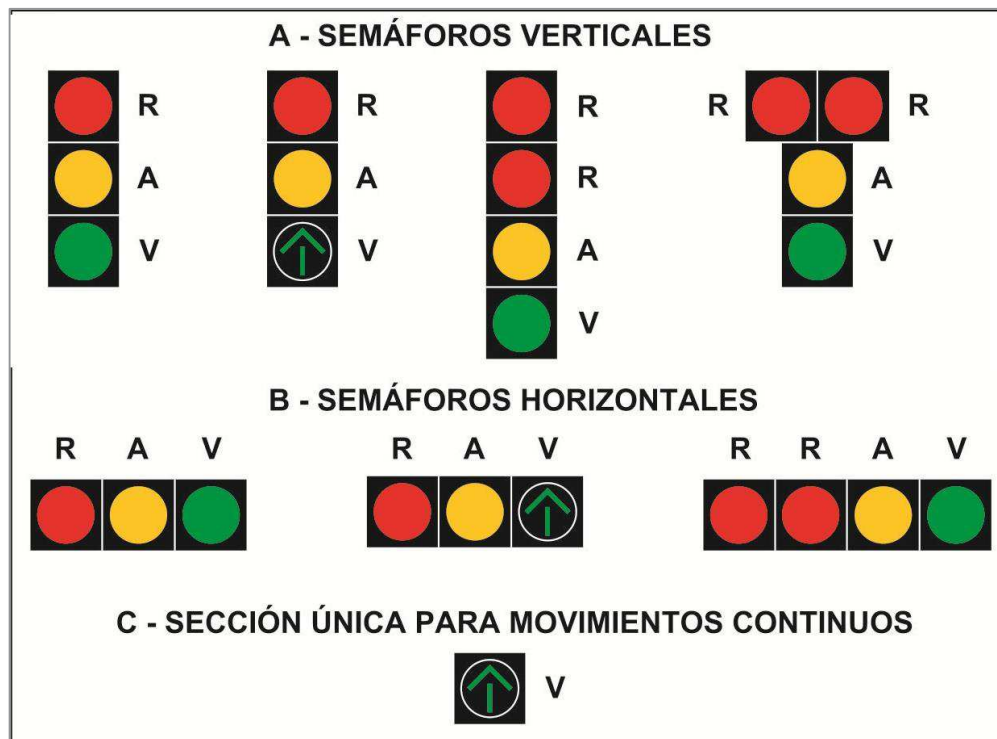 A - SEMÁFOROS VERTICALES
R R R R R
A A R A
V V A V
V
B - SEMÁFOROS HORIZONTALES
R A V R A V R R A V
C - SECCIÓN ÚNICA PARA MOVIMIENTOS CONTINUOS
V